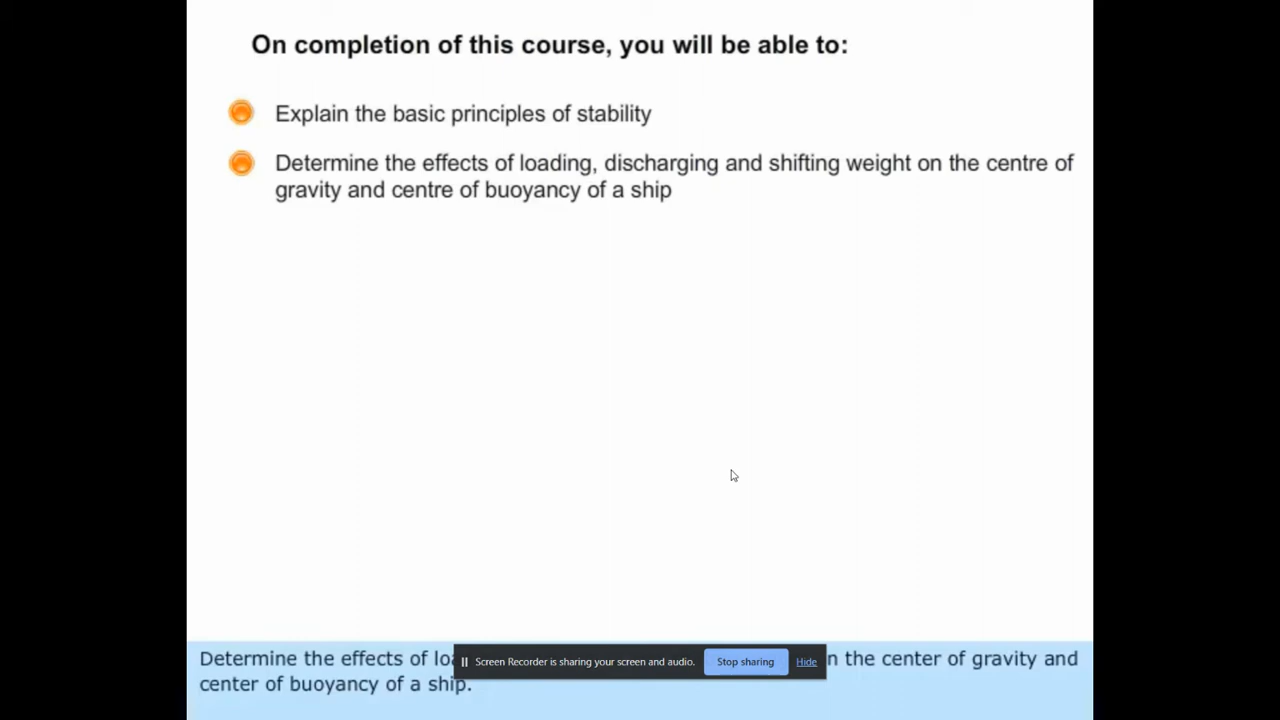 On completion of this course, you will be able to:
Explain the basic principles of stability
Determine the effects of loading, discharging and shifting weight on the centre of
gravity and centre of buoyancy of a ship
Determine the effects of
n the center of gravity and
center of buoyancy of a ship.
Screen Recorder is sharing your screen and audio.
Stop sharing
Hide